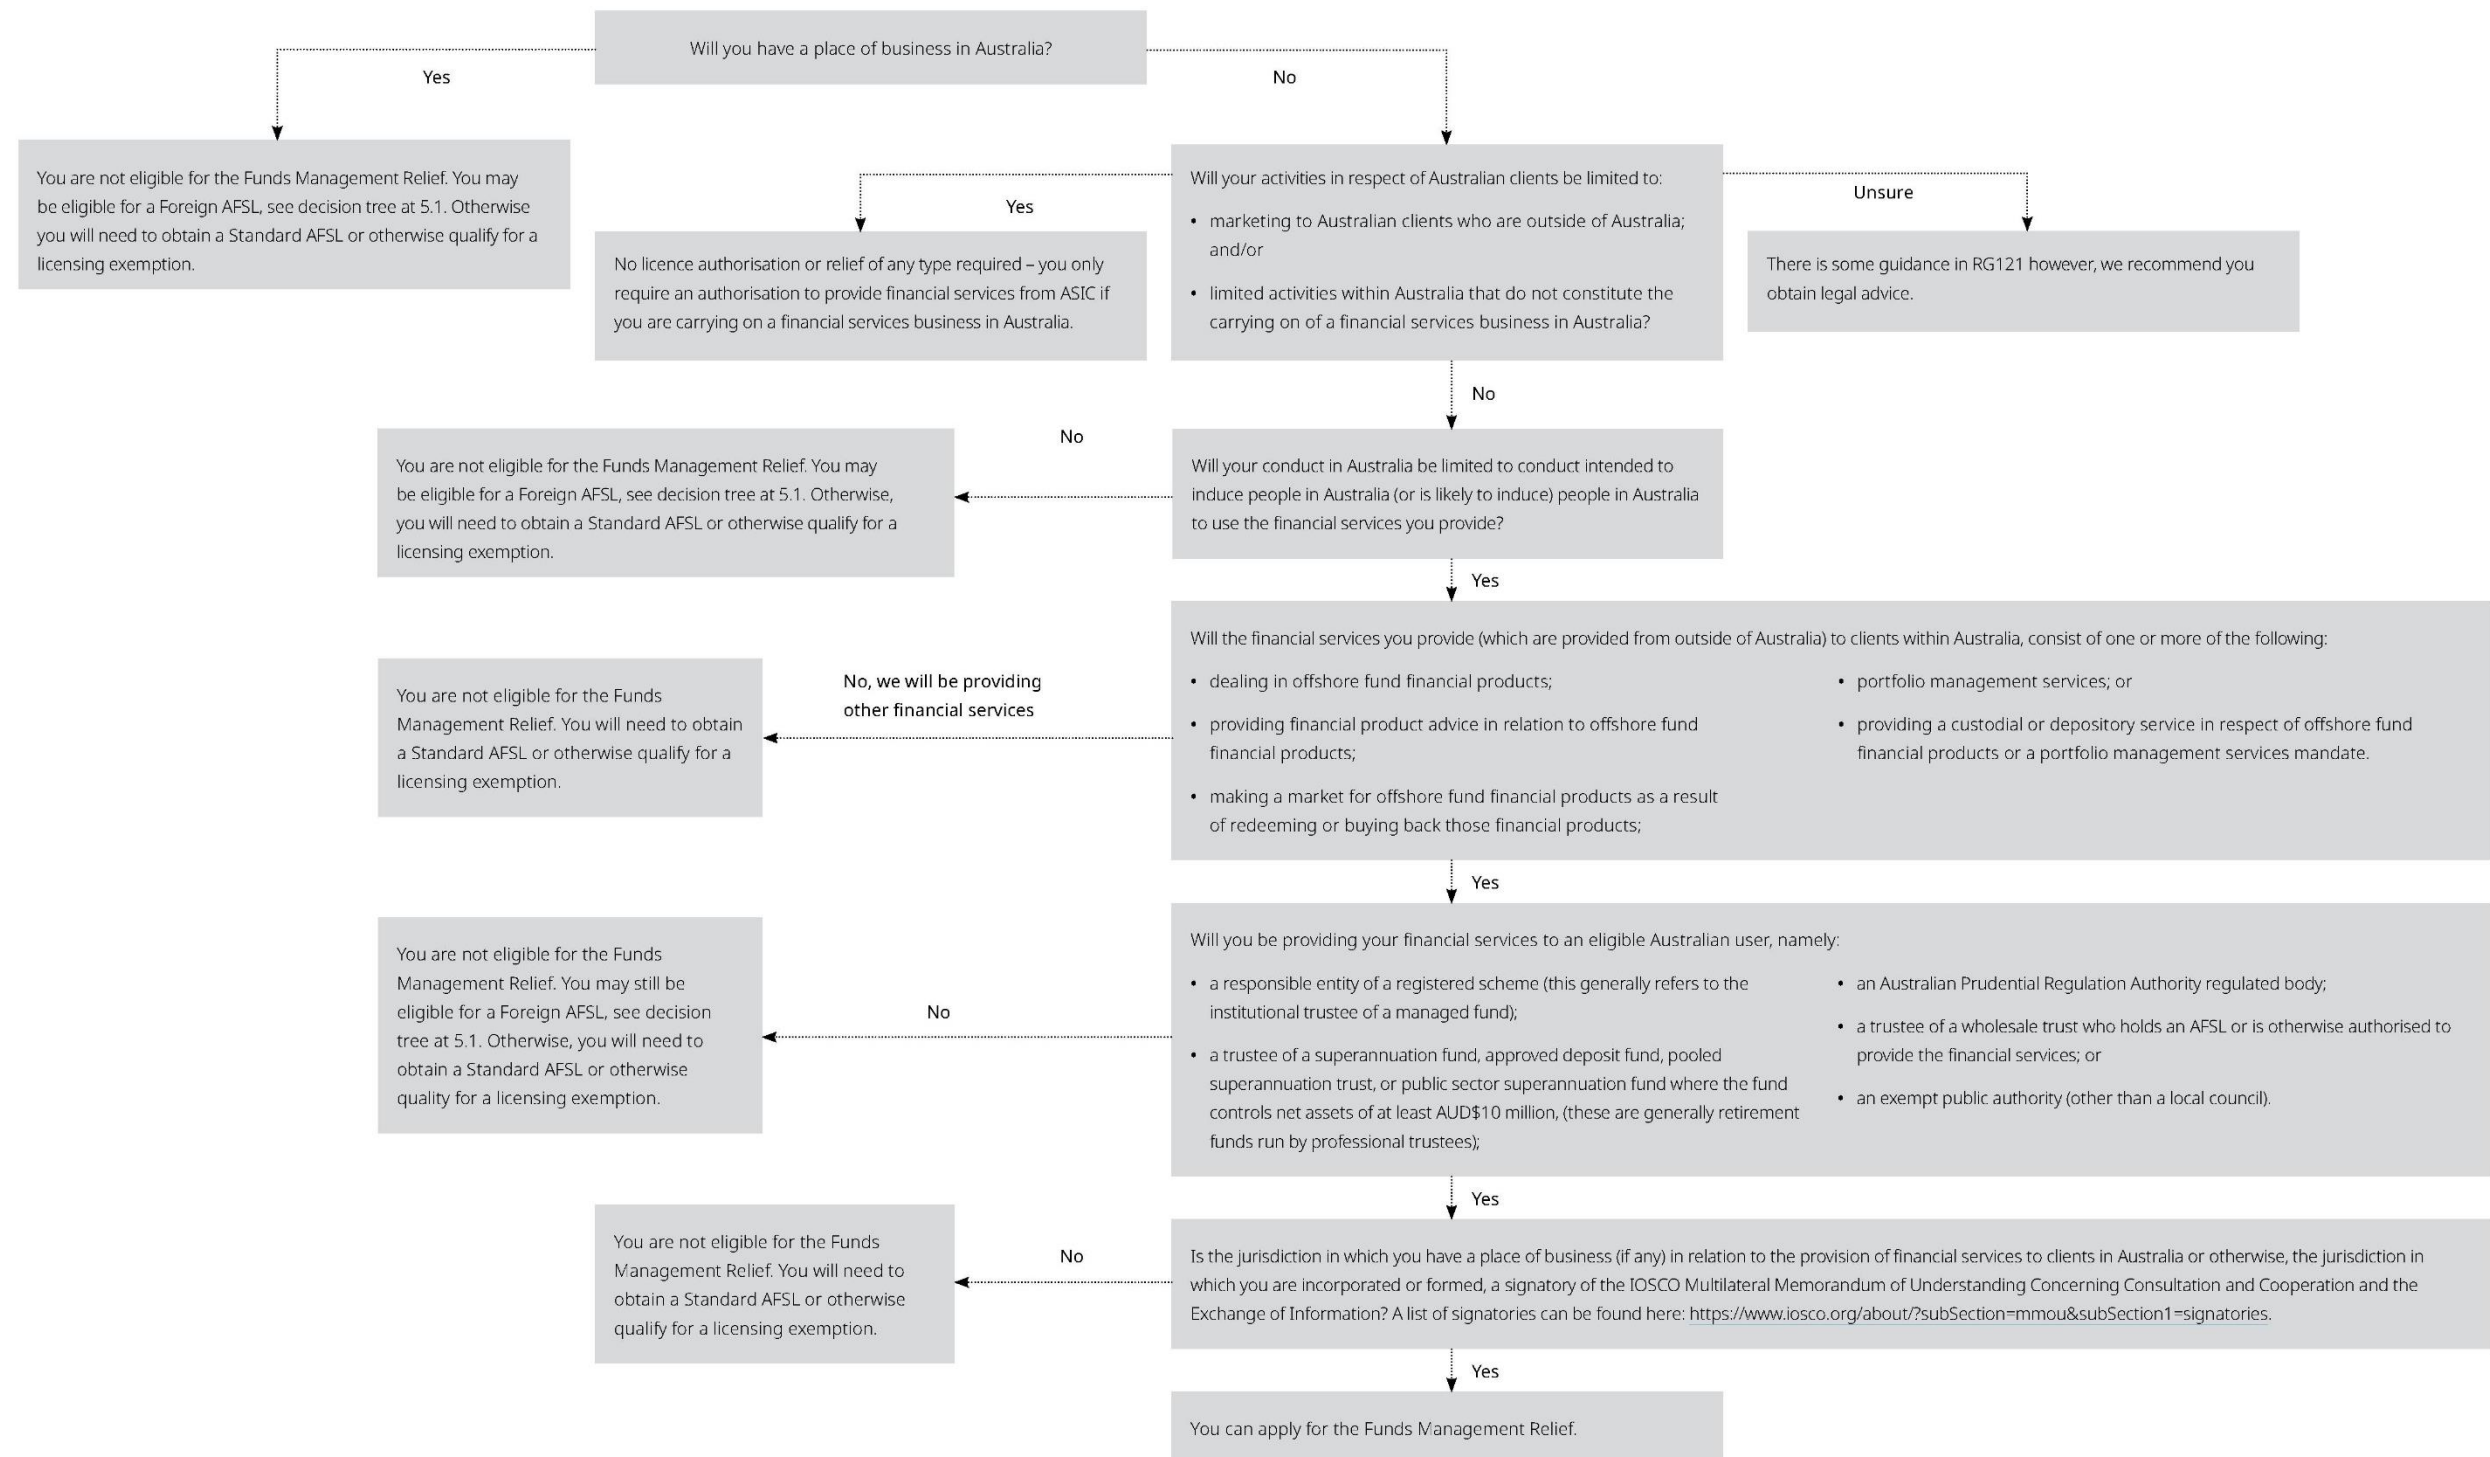 Will you have a place of business in Australia?
Yes
No
You are not eligible for the Funds Management Relief. You may
be eligible for a Foreign AFSL, see decision tree at 5.1. Otherwise
you will need to obtain a Standard AFSL or otherwise qualify for a
licensing exemption.
Yes
No licence authorisation or relief of any type required – you only
require an authorisation to provide financial services from ASIC if
you are carrying on a financial services business in Australia.
Will your activities in respect of Australian clients be limited to:
• marketing to Australian clients who are outside of Australia;
and/or
• limited activities within Australia that do not constitute the
carrying on of a financial services business in Australia?
Unsure
There is some guidance in RG121 however, we recommend you
obtain legal advice.
No
No
You are not eligible for the Funds Management Relief. You may
be eligible for a Foreign AFSL, see decision tree at 5.1. Otherwise,
you will need to obtain a Standard AFSL or otherwise qualify for a
licensing exemption.
Will your conduct in Australia be limited to conduct intended to
induce people in Australia (or is likely to induce) people in Australia
to use the financial services you provide?
Yes
You are not eligible for the Funds
Management Relief. You will need to obtain
a Standard AFSL or otherwise qualify for a
licensing exemption.
No, we will be providing
other financial services
Will the financial services you provide (which are provided from outside of Australia) to clients within Australia, consist of one or more of the following:
• dealing in offshore fund financial products;
• providing financial product advice in relation to offshore fund
financial products;
• making a market for offshore fund financial products as a result
of redeeming or buying back those financial products;
• portfolio management services; or
• providing a custodial or depository service in respect of offshore fund
financial products or a portfolio management services mandate.
Yes
You are not eligible for the Funds
Management Relief. You may still be
eligible for a Foreign AFSL, see decision
tree at 5.1. Otherwise, you will need to
obtain a Standard AFSL or otherwise
quality for a licensing exemption.
No
Will you be providing your financial services to an eligible Australian user, namely:
• a responsible entity of a registered scheme (this generally refers to the
institutional trustee of a managed fund);
• a trustee of a superannuation fund, approved deposit fund, pooled
superannuation trust, or public sector superannuation fund where the fund
controls net assets of at least AUD$10 million, (these are generally retirement
funds run by professional trustees);
• an Australian Prudential Regulation Authority regulated body;
• a trustee of a wholesale trust who holds an AFSL or is otherwise authorised to
provide the financial services; or
• an exempt public authority (other than a local council).
Yes
You are not eligible for the Funds
Management Relief. You will need to
obtain a Standard AFSL or otherwise
qualify for a licensing exemption.
No
Is the jurisdiction in which you have a place of business (if any) in relation to the provision of financial services to clients in Australia or otherwise, the jurisdiction in
which you are incorporated or formed, a signatory of the IOSCO Multilateral Memorandum of Understanding Concerning Consultation and Cooperation and the
Exchange of Information? A list of signatories can be found here: https://www.iosco.org/about/?subSection=mmou&subSection1=signatories.
Yes
You can apply for the Funds Management Relief.